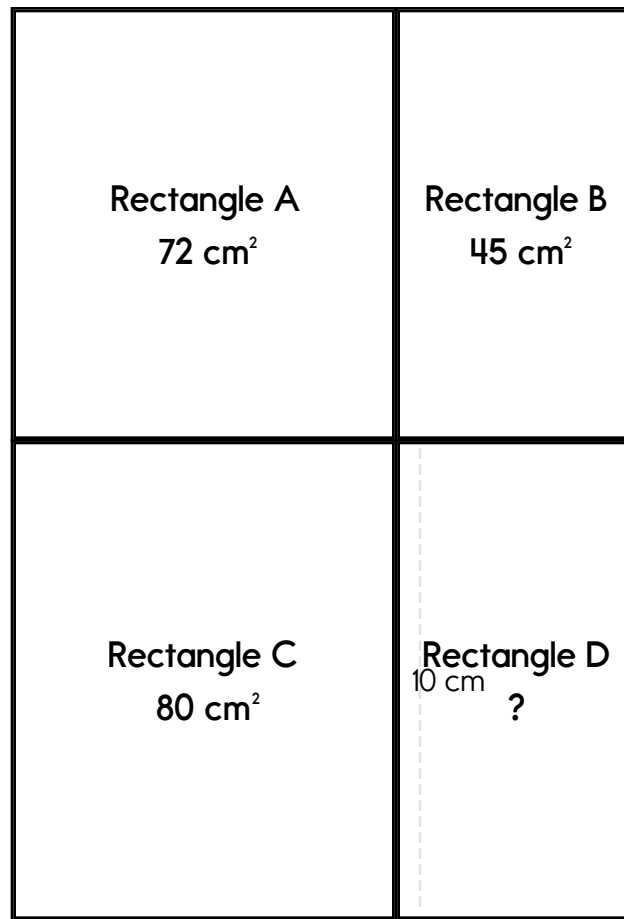 Rectangle A
72 cm²
Rectangle B
45 cm²
Rectangle C
80 cm²
Rectangle D
10 cm
?